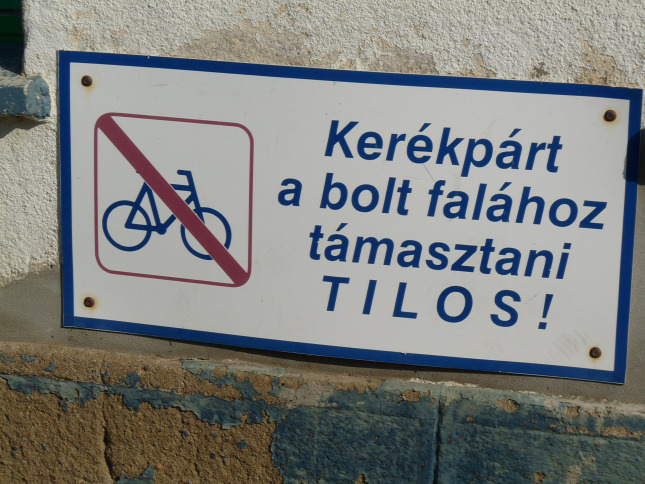 Kerékpárt
a bolt falához
támasztani
TILOS!